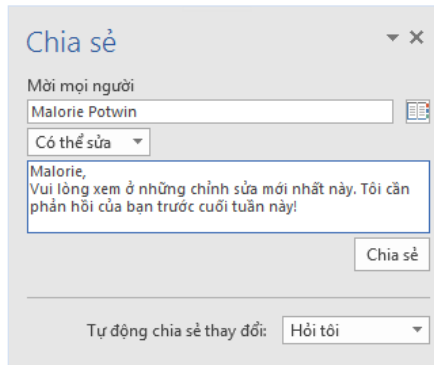 Chia sẻ
Mời mọi người
Malorie Potwin
Có thể sửa
Malorie,
Vui lòng xem ở những chỉnh sửa mới nhất này. Tôi cần
phản hồi của bạn trước cuối tuần này!
Chia sẻ
Tự động chia sẻ thay đổi: Hỏi tôi